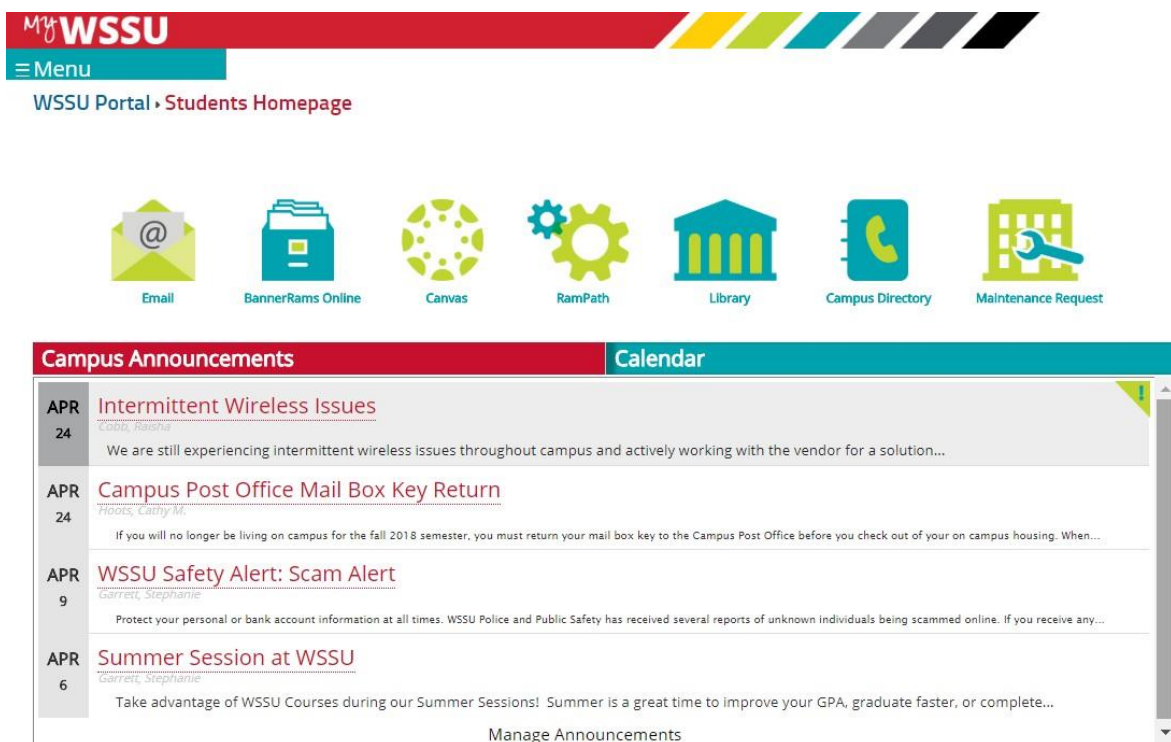 MyWSSU
Menu
WSSU Portal › Students Homepage
@
Email
BannerRams Online
Canvas
RamPath
Library
Campus Directory
Maintenance Request
Campus Announcements
Calendar
!
APR
24
Intermittent Wireless Issues
Cobb, Raisha
We are still experiencing intermittent wireless issues throughout campus and actively working with the vendor for a solution...
APR
24
Campus Post Office Mail Box Key Return
Hoots, Cathy M.
If you will no longer be living on campus for the fall 2018 semester, you must return your mail box key to the Campus Post Office before you check out of your on campus housing. When...
APR
9
WSSU Safety Alert: Scam Alert
Garrett, Stephanie
Protect your personal or bank account information at all times. WSSU Police and Public Safety has received several reports of unknown individuals being scammed online. If you receive any...
APR
6
Summer Session at WSSU
Garrett, Stephanie
Take advantage of WSSU Courses during our Summer Sessions! Summer is a great time to improve your GPA, graduate faster, or complete...
Manage Announcements